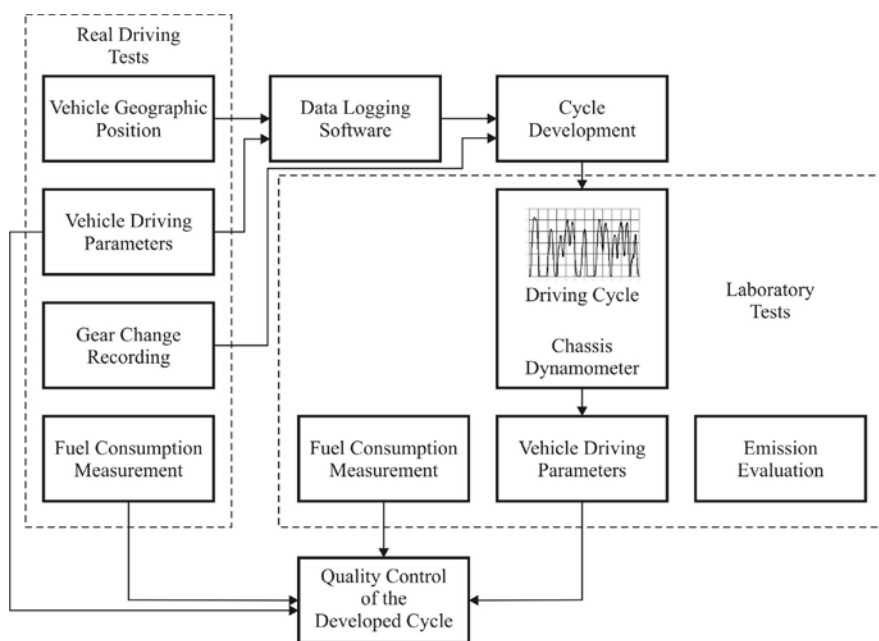 Real Driving
Tests
Vehicle Geographic
Position
Data Logging
Software
Cycle
Development
Vehicle Driving
Parameters
Driving Cycle
Laboratory
Tests
Gear Change
Recording
Chassis
Dynamometer
Fuel Consumption
Measurement
Fuel Consumption
Measurement
Vehicle Driving
Parameters
Emission
Evaluation
Quality Control
of the
Developed Cycle